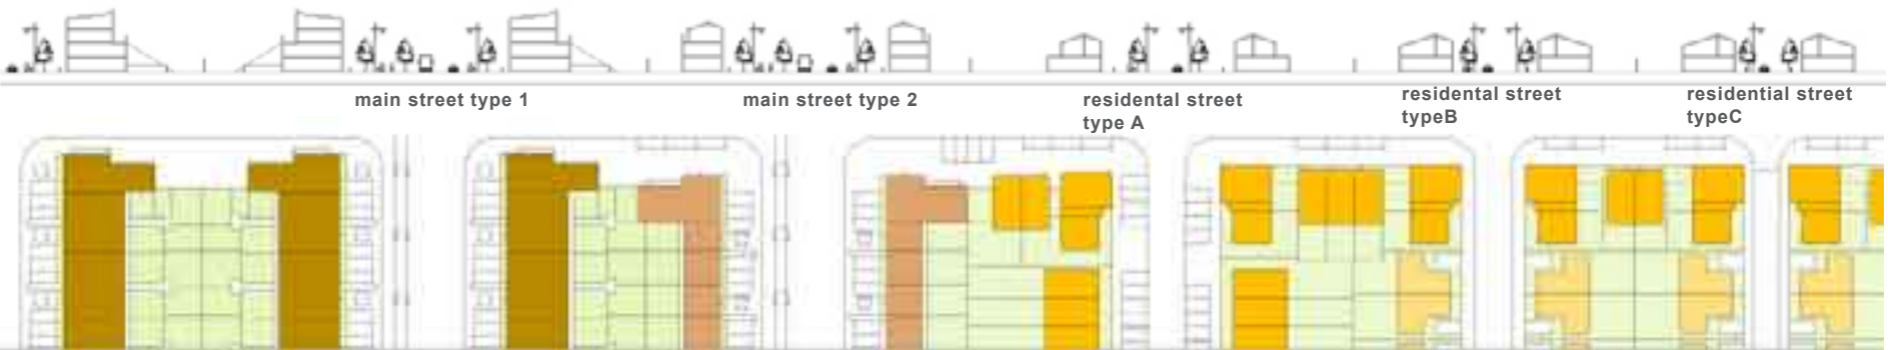 main street type 1
main street type 2
residental street
type A
residental street
typeB
residential street
typeC